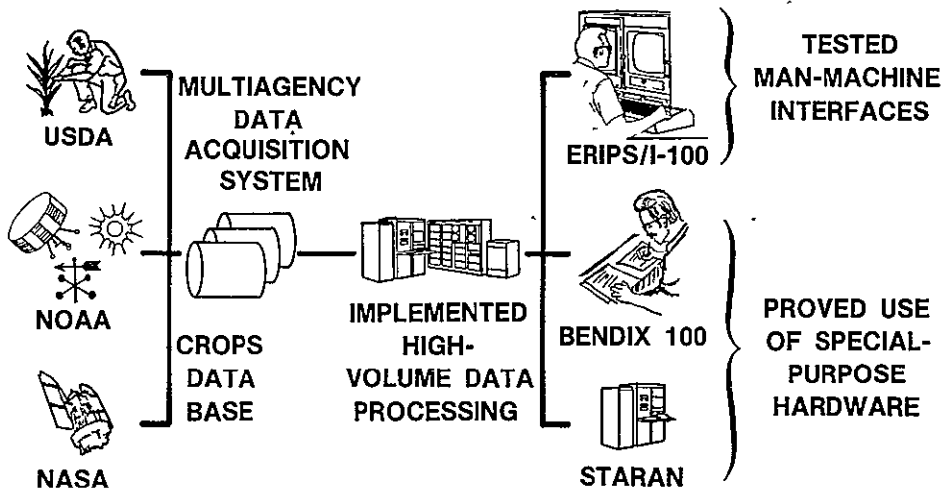 USDA
NOAA
NASA
MULTIAGENCY
DATA
ACQUISITION
SYSTEM
CROPS
DATA
BASE
IMPLEMENTED
HIGH-
VOLUME DATA
PROCESSING
ERIPS/I-100
BENDIX 100
STARAN
TESTED
MAN-MACHINE
INTERFACES
PROVED USE
OF SPECIAL-
PURPOSE
HARDWARE